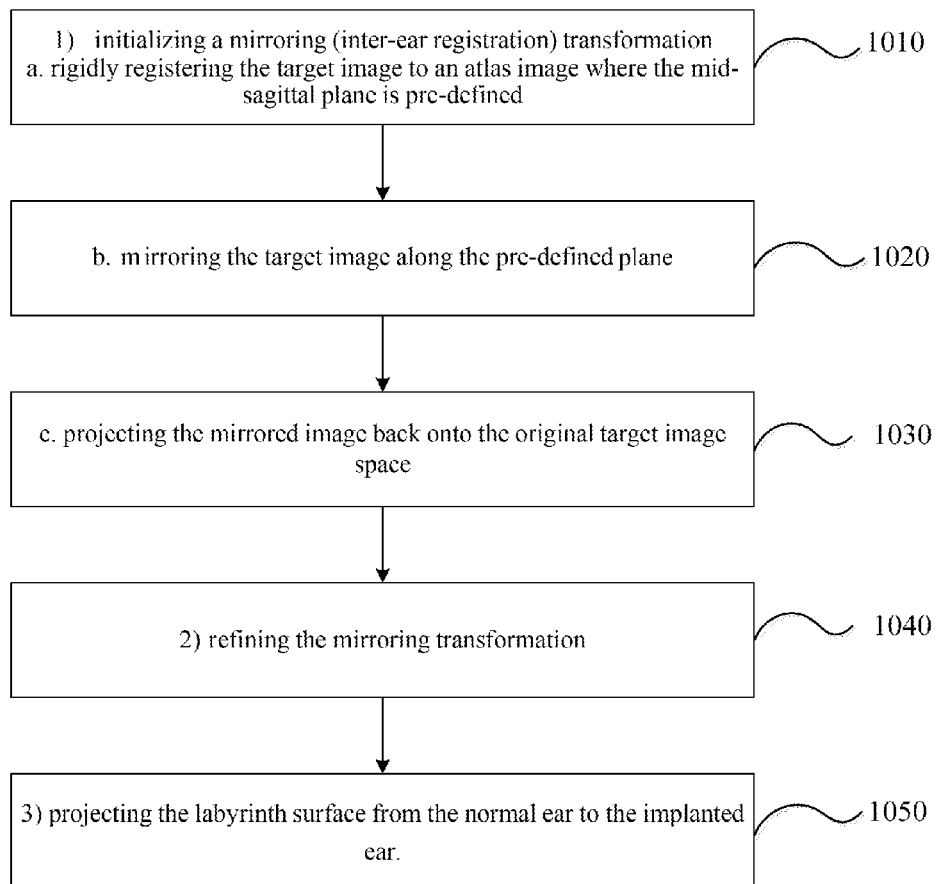 1) initializing a mirroring (inter-ear registration) transformation
a. rigidly registering the target image to an atlas image where the mid-
sagittal plane is pre-defined
1010
b. mirroring the target image along the pre-defined plane
1020
c. projecting the mirrored image back onto the original target image
space
1030
2) refining the mirroring transformation
1040
3) projecting the labyrinth surface from the normal ear to the implanted
ear.
1050